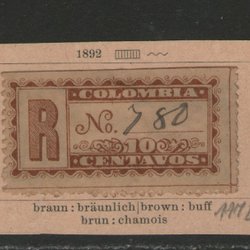 1892
COLOMBIA
R
No. 780
10
CENTAVOS
braun : bräunlich|brown : buff
brun : chamois